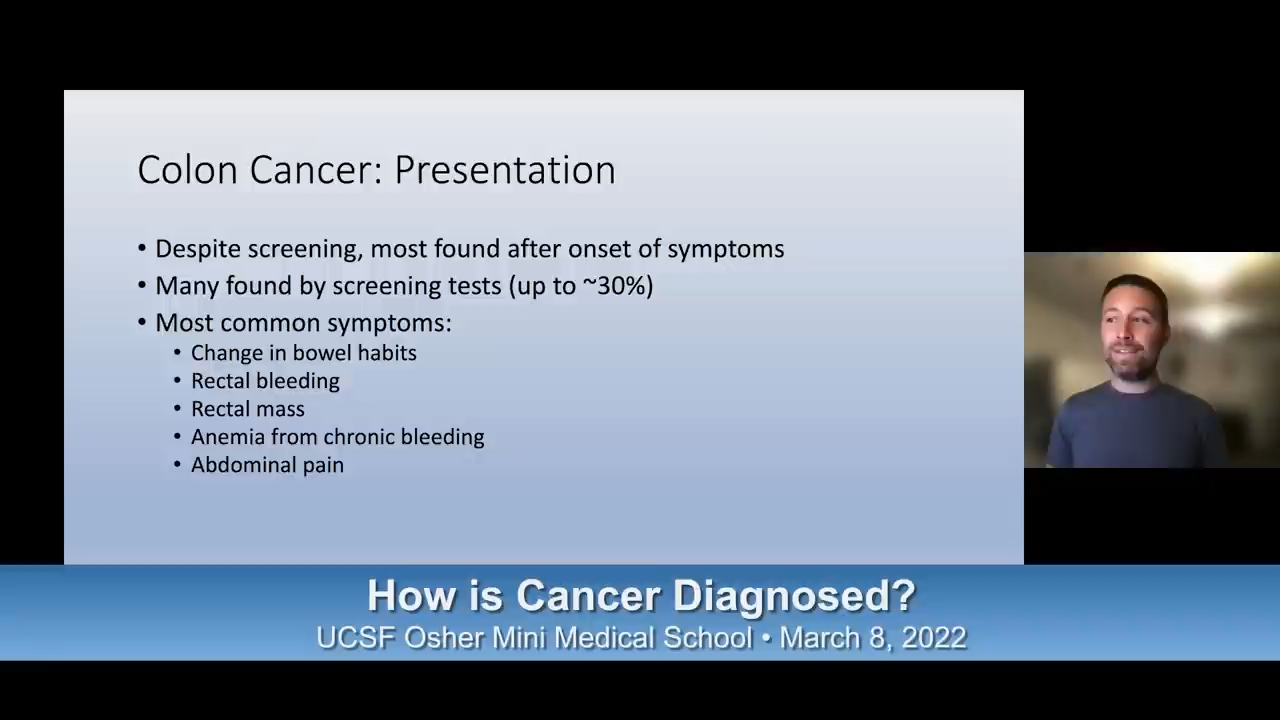 Colon Cancer: Presentation
• Despite screening, most found after onset of symptoms
• Many found by screening tests (up to ~30%)
• Most common symptoms:
• Change in bowel habits
• Rectal bleeding
• Rectal mass
• Anemia from chronic bleeding
• Abdominal pain
How is Cancer Diagnosed?
UCSF Osher Mini Medical School • March 8, 2022